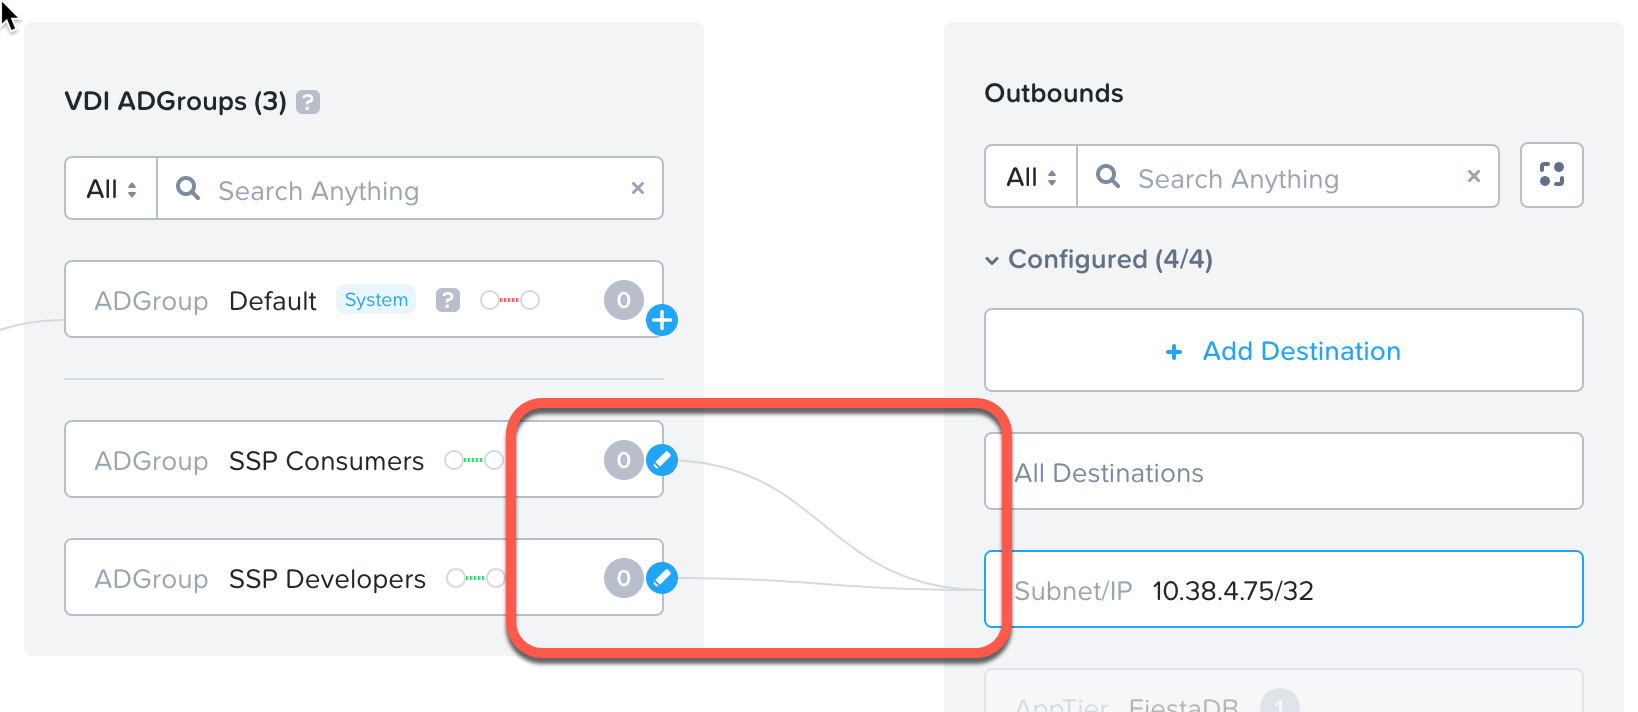 VDI ADGroups (3) ?
All Search Anything ×
ADGroup Default System ? 0
ADGroup SSP Consumers 0
ADGroup SSP Developers 0
Outbounds
All Search Anything ×
Configured (4/4)
+ Add Destination
All Destinations
Subnet/IP 10.38.4.75/32
AppTier FiestaDB 1